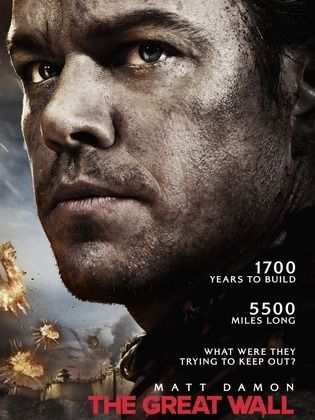 1700
YEARS TO BUILD
5500
MILES LONG
WHAT WERE THEY
TRYING TO KEEP OUT?
MATT DAMON
THE GREAT WALL